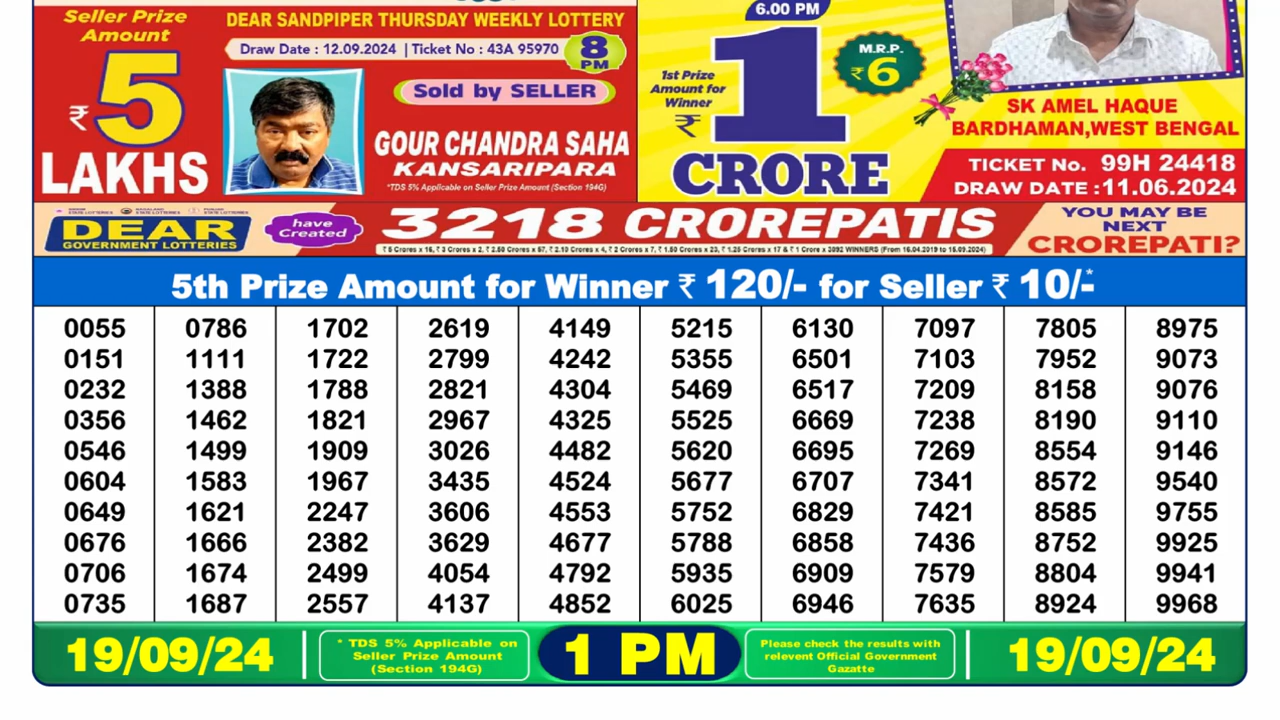 Seller Prize
Amount
₹5
LAKHS
DEAR SANDPIPER THURSDAY WEEKLY LOTTERY
Draw Date : 12.09.2024 | Ticket No : 43A 95970
8
PM
Sold by SELLER
GOUR CHANDRA SAHA
KANSARIPARA
*TDS 5% Applicable on Seller Prize Amount (Section 194G)
6.00 PM
1st Prize
Amount for
Winner
₹
1
CRORE
M.R.P.
₹6
SK AMEL HAQUE
BARDHAMAN,WEST BENGAL
TICKET No. 99H 24418
DRAW DATE :11.06.2024
DEAR
GOVERNMENT LOTTERIES
have
Created
3218 CROREPATIS
YOU MAY BE
NEXT
CROREPATI?
5th Prize Amount for Winner ₹ 120/- for Seller ₹ 10/-*
0055 0786 1702 2619 4149 5215 6130 7097 7805 8975
0151 1111 1722 2799 4242 5355 6501 7103 7952 9073
0232 1388 1788 2821 4304 5469 6517 7209 8158 9076
0356 1462 1821 2967 4325 5525 6669 7238 8190 9110
0546 1499 1909 3026 4482 5620 6695 7269 8554 9146
0604 1583 1967 3435 4524 5677 6707 7341 8572 9540
0649 1621 2247 3606 4553 5752 6829 7421 8585 9755
0676 1666 2382 3629 4677 5788 6858 7436 8752 9925
0706 1674 2499 4054 4792 5935 6909 7579 8804 9941
0735 1687 2557 4137 4852 6025 6946 7635 8924 9968
19/09/24
* TDS 5% Applicable on
Seller Prize Amount
(Section 194G)
1 PM
Please check the results with
relevent Official Government
Gazatte
19/09/24